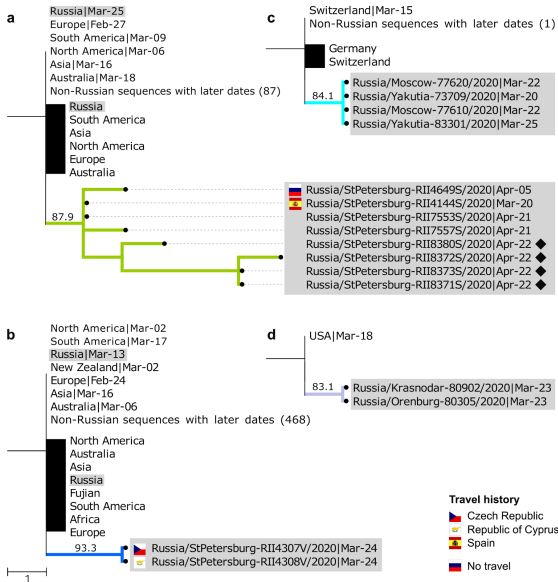 a
Russia|Mar-25
Europe|Feb-27
South America|Mar-09
North America|Mar-06
Asia|Mar-16
Australia|Mar-18
Non-Russian sequences with later dates (87)
Russia
South America
Asia
North America
Europe
Australia
87.9
Russia/StPetersburg-RII4649S/2020|Apr-05
Russia/StPetersburg-RII4144S/2020|Mar-20
Russia/StPetersburg-RII7553S/2020|Apr-21
Russia/StPetersburg-RII7557S/2020|Apr-21
Russia/StPetersburg-RII8380S/2020|Apr-22
Russia/StPetersburg-RII8372S/2020|Apr-22
Russia/StPetersburg-RII8373S/2020|Apr-22
Russia/StPetersburg-RII8371S/2020|Apr-22
b
North America|Mar-02
South America|Mar-17
Russia|Mar-13
New Zealand|Mar-02
Europe|Feb-24
Asia|Mar-16
Australia|Mar-06
Non-Russian sequences with later dates (468)
North America
Australia
Asia
Russia
Fujian
South America
Africa
Europe
93.3
Russia/StPetersburg-RII4307V/2020|Mar-24
Russia/StPetersburg-RII4308V/2020|Mar-24
1
c
Switzerland|Mar-15
Non-Russian sequences with later dates (1)
Germany
Switzerland
84.1
Russia/Moscow-77620/2020|Mar-22
Russia/Yakutia-73709/2020|Mar-20
Russia/Moscow-77610/2020|Mar-22
Russia/Yakutia-83301/2020|Mar-25
d
USA|Mar-18
83.1
Russia/Krasnodar-80902/2020|Mar-23
Russia/Orenburg-80305/2020|Mar-23
Travel history
Czech Republic
Republic of Cyprus
Spain
No travel